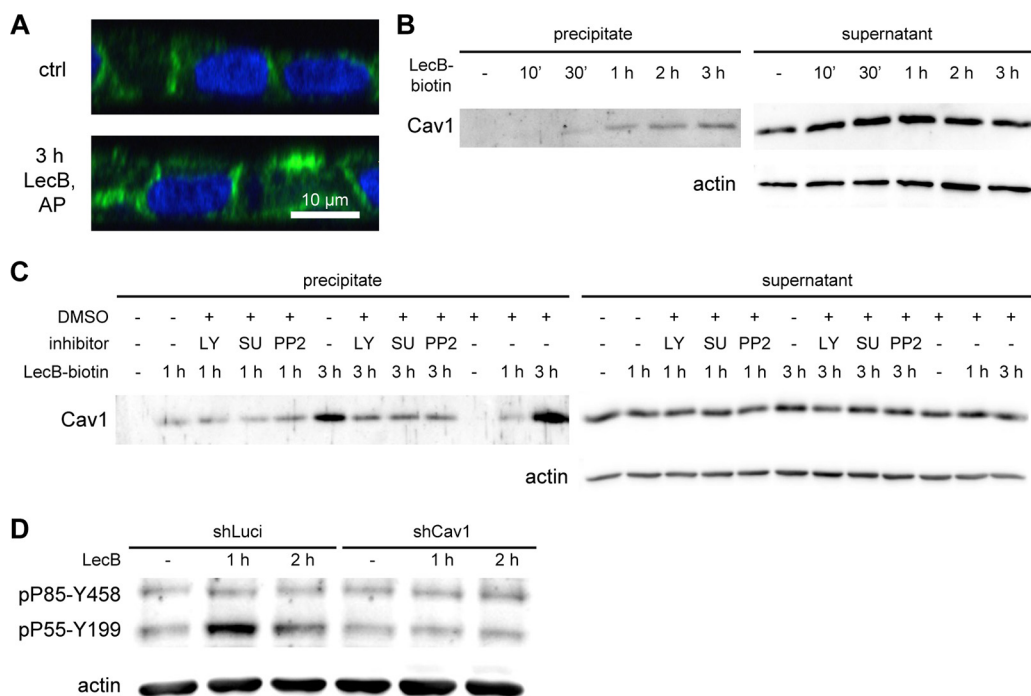 A
ctrl
3 h
LecB,
AP
10 µm
B
precipitate supernatant
LecB-
biotin - 10' 30' 1 h 2 h 3 h - 10' 30' 1 h 2 h 3 h
Cav1
actin
C
precipitate supernatant
DMSO - - + + + - + + + + + + - - + + + - + + + + + +
inhibitor - - LY SU PP2 - LY SU PP2 - - - - - LY SU PP2 - LY SU PP2 - - -
LecB-biotin - 1 h 1 h 1 h 1 h 3 h 3 h 3 h 3 h - 1 h 3 h - 1 h 1 h 1 h 1 h 3 h 3 h 3 h 3 h - 1 h 3 h
Cav1
actin
D
shLuci shCav1
LecB - 1 h 2 h - 1 h 2 h
pP85-Y458
pP55-Y199
actin